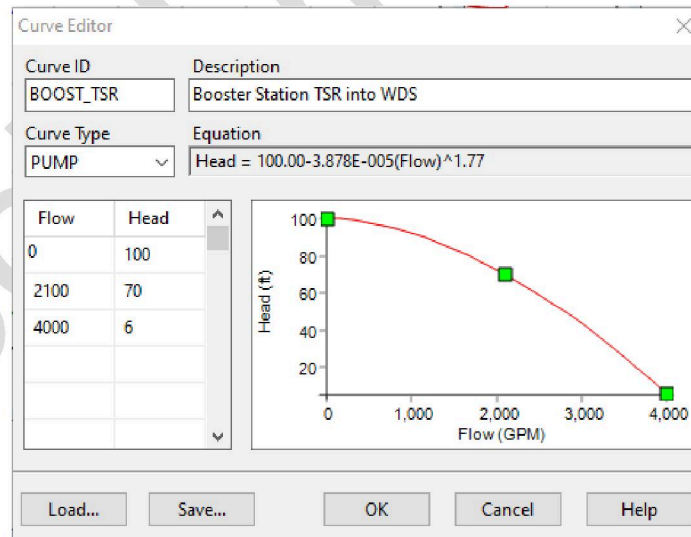 Curve Editor
Curve ID Description
BOOST_TSR Booster Station TSR into WDS
Curve Type Equation
PUMP Head = 100.00-3.878E-005(Flow)^1.77
Flow Head
0 100
2100 70
4000 6
100
80
60
40
20
Head (ft)
0 1,000 2,000 3,000 4,000
Flow (GPM)
Load... Save... OK Cancel Help